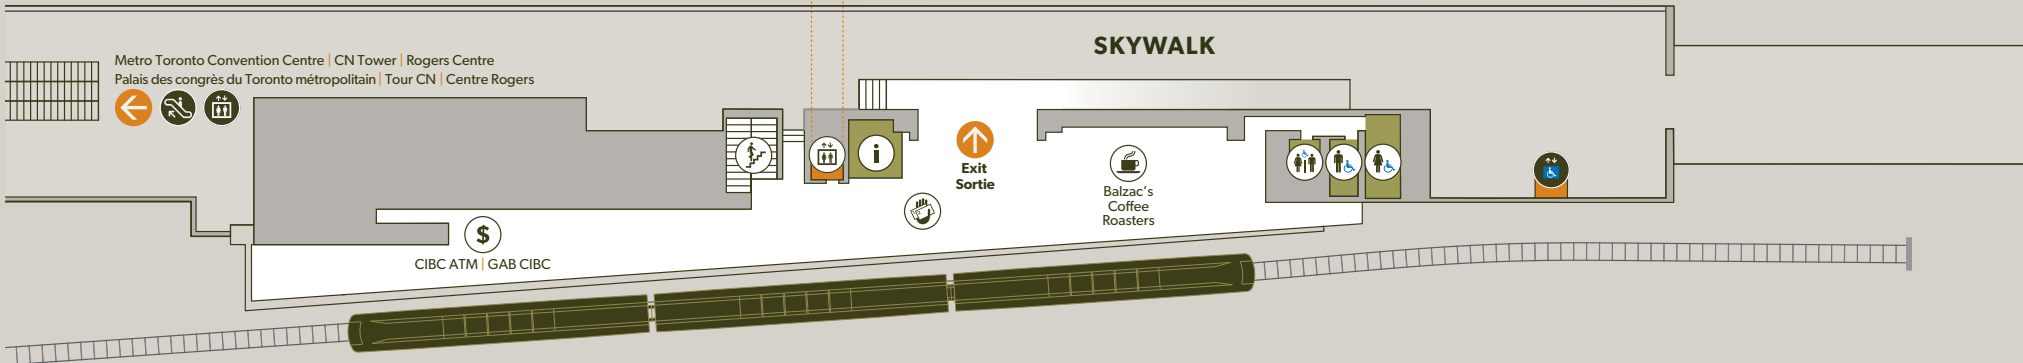 SKYWALK
Metro Toronto Convention Centre | CN Tower | Rogers Centre
Palais des congrès du Toronto métropolitain | Tour CN | Centre Rogers
i
Exit
Sortie
Balzac's
Coffee
Roasters
$
CIBC ATM | GAB CIBC